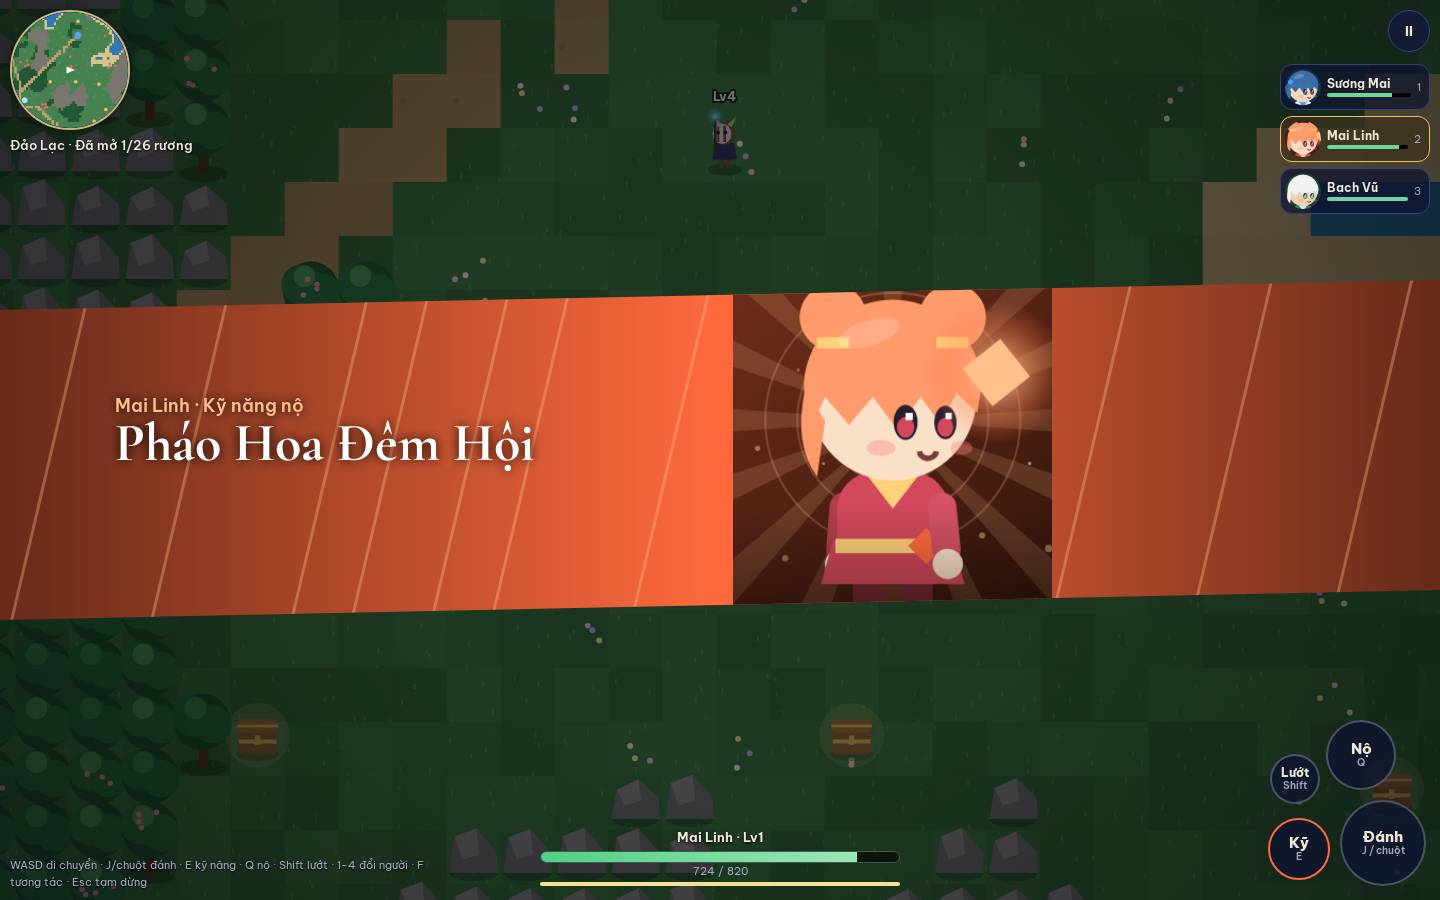 Đảo Lạc · Đã mở 1/26 rương
Lv4
Sương Mai 1
Mai Linh 2
Bạch Vũ 3
Mai Linh · Kỹ năng nộ
Pháo Hoa Đêm Hội
Nộ
Q
Lướt
Shift
Kỹ
E
Đánh
J / chuột
Mai Linh · Lv1
724 / 820
WASD di chuyển · J/chuột đánh · E kỹ năng · Q nộ · Shift lướt · 1-4 đổi người · F
tương tác · Esc tạm dừng